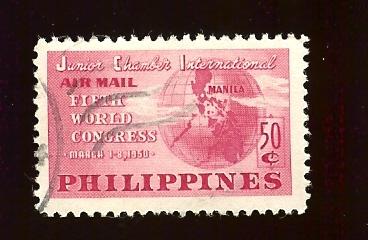 Junior Chamber International
AIR MAIL
MANILA
FIFTH
WORLD
CONGRESS
-MARCH 1-8, 1950-
50
¢
PHILIPPINES